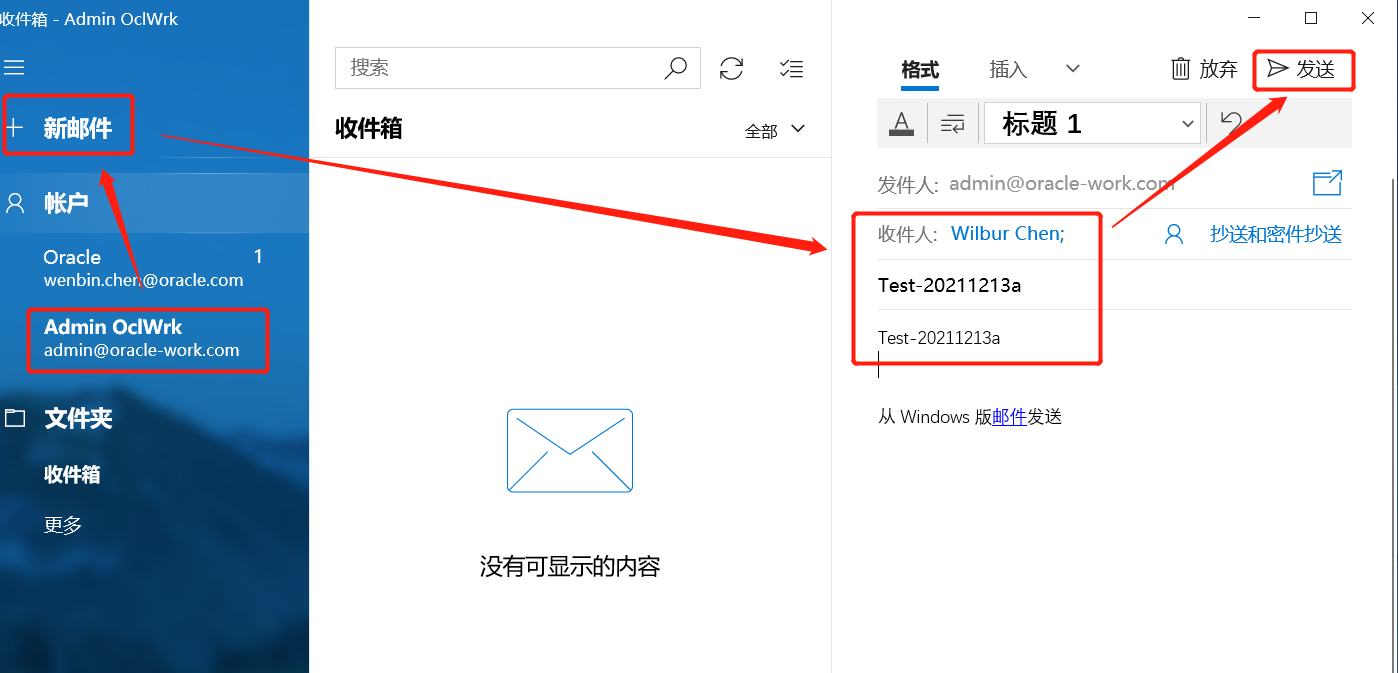 收件箱 - Admin OclWrk
新邮件
帐户
Oracle 1
wenbin.chen@oracle.com
Admin OclWrk
admin@oracle-work.com
文件夹
收件箱
更多
搜索
收件箱 全部
没有可显示的内容
格式 插入 放弃 发送
A 标题 1
发件人: admin@oracle-work.com
收件人: Wilbur Chen; 抄送和密件抄送
Test-20211213a
Test-20211213a
从 Windows 版邮件发送